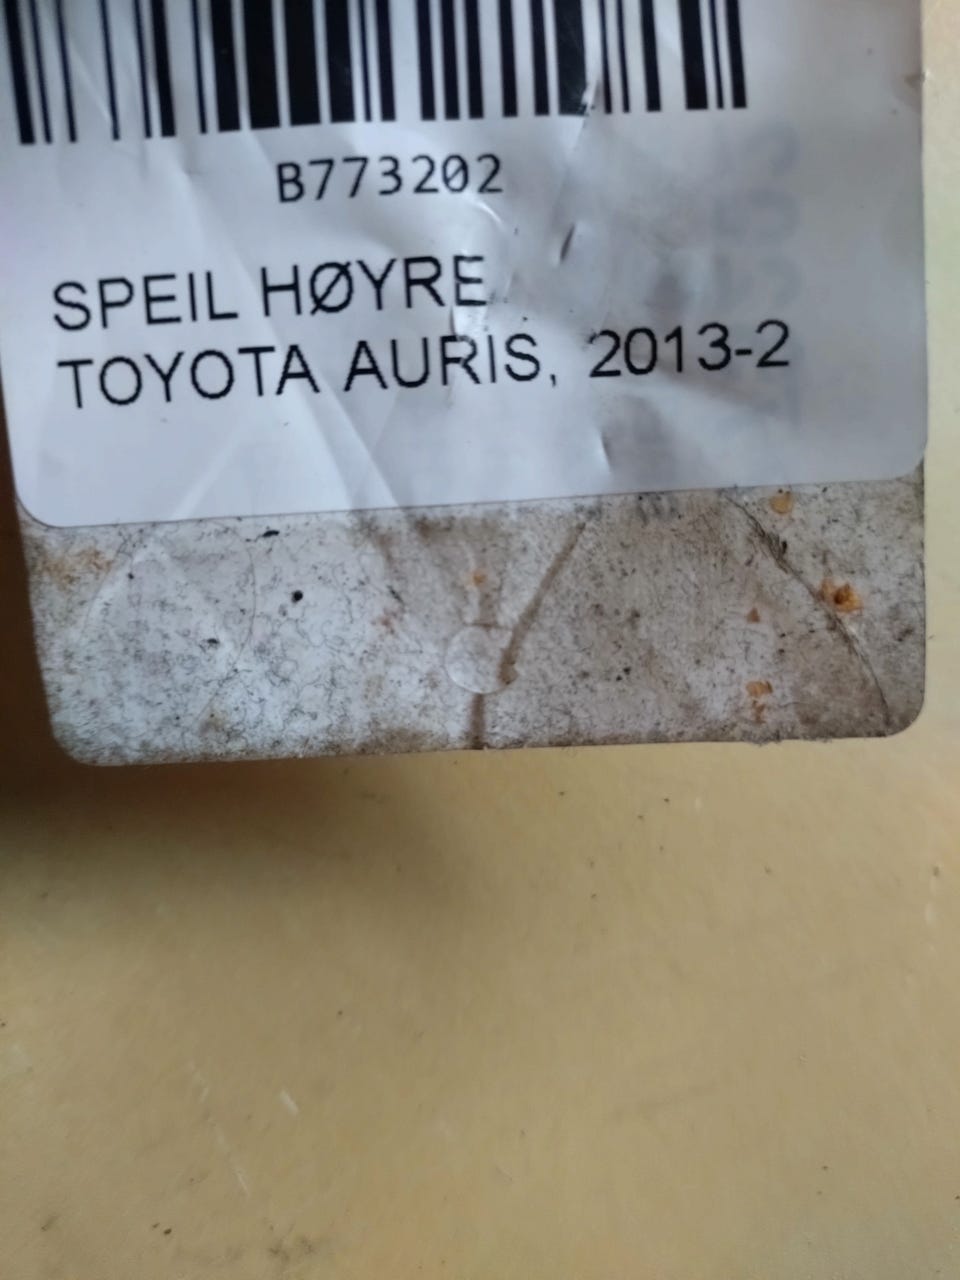 B773202
SPEIL HØYRE
TOYOTA AURIS, 2013-2